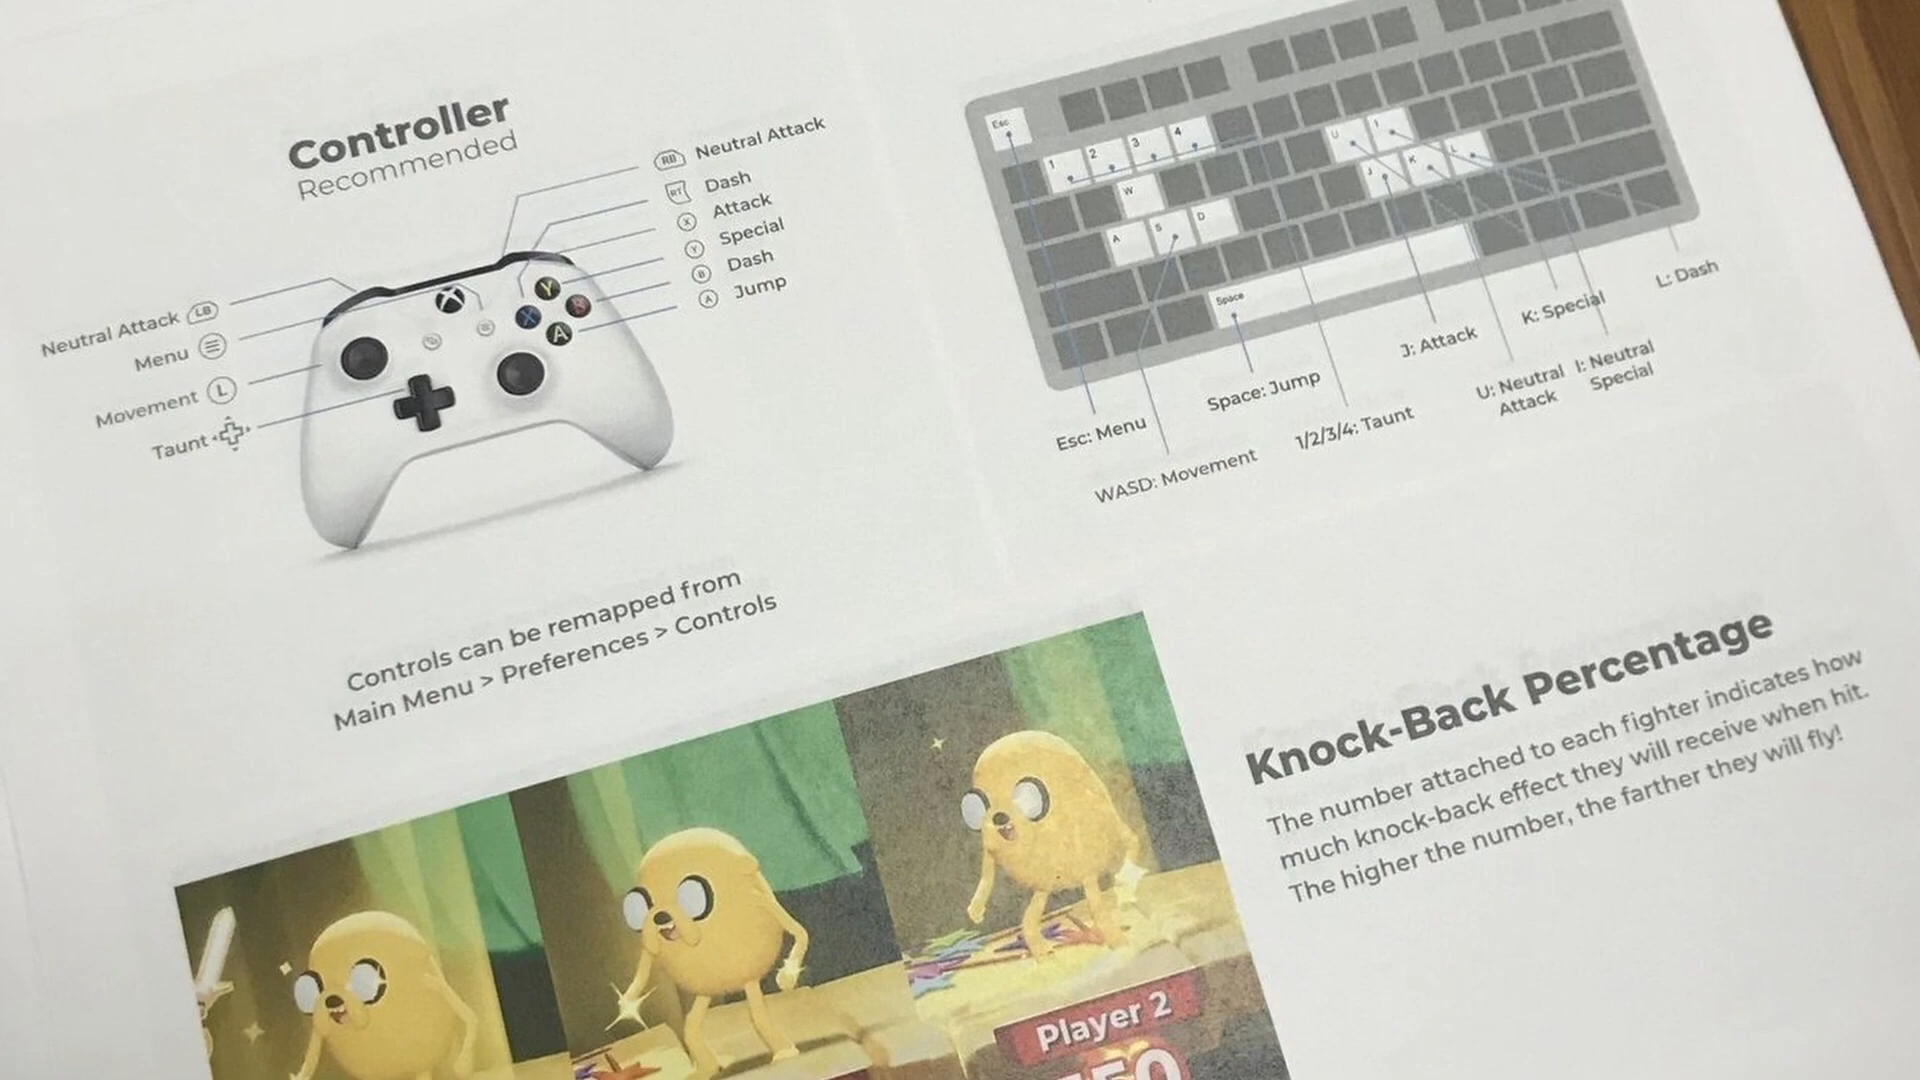 Controller
Recommended
RB Neutral Attack
RT Dash
X Attack
Y Special
B Dash
A Jump
Neutral Attack LB
Menu
Movement L
Taunt
Y
X
B
A
Controls can be remapped from
Main Menu > Preferences > Controls
Esc
1
2
3
4
U
I
W
J
K
L
A
S
D
Space
L: Dash
K: Special
J: Attack
I: Neutral
Special
U: Neutral
Attack
Space: Jump
1/2/3/4: Taunt
Esc: Menu
WASD: Movement
Knock-Back Percentage
The number attached to each fighter indicates how
much knock-back effect they will receive when hit.
The higher the number, the farther they will fly!
Player 2